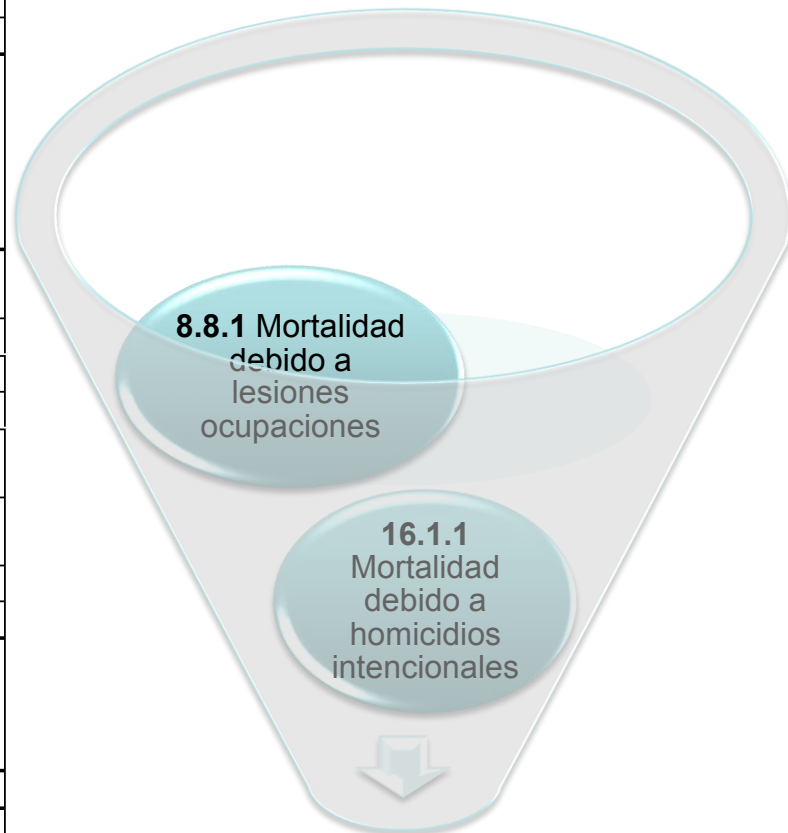 8.8.1 Mortalidad
debido a
lesiones
ocupaciones
16.1.1
Mortalidad
debido a
homicidios
intencionales